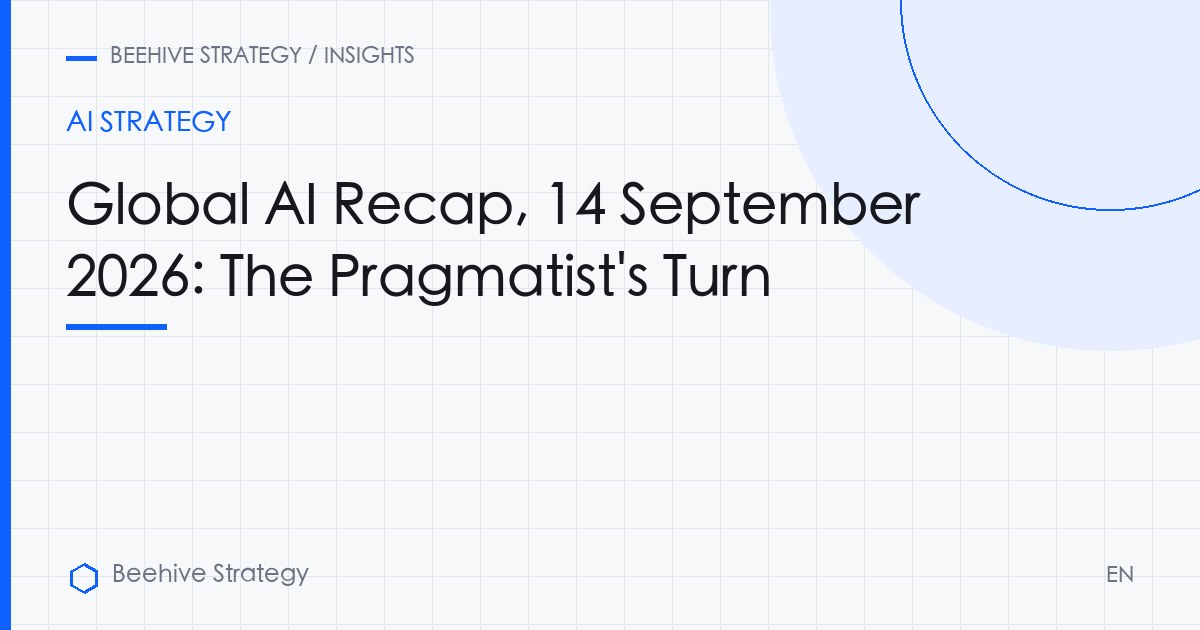 BEEHIVE STRATEGY / INSIGHTS
AI STRATEGY
Global AI Recap, 14 September
2026: The Pragmatist's Turn
Beehive Strategy
EN